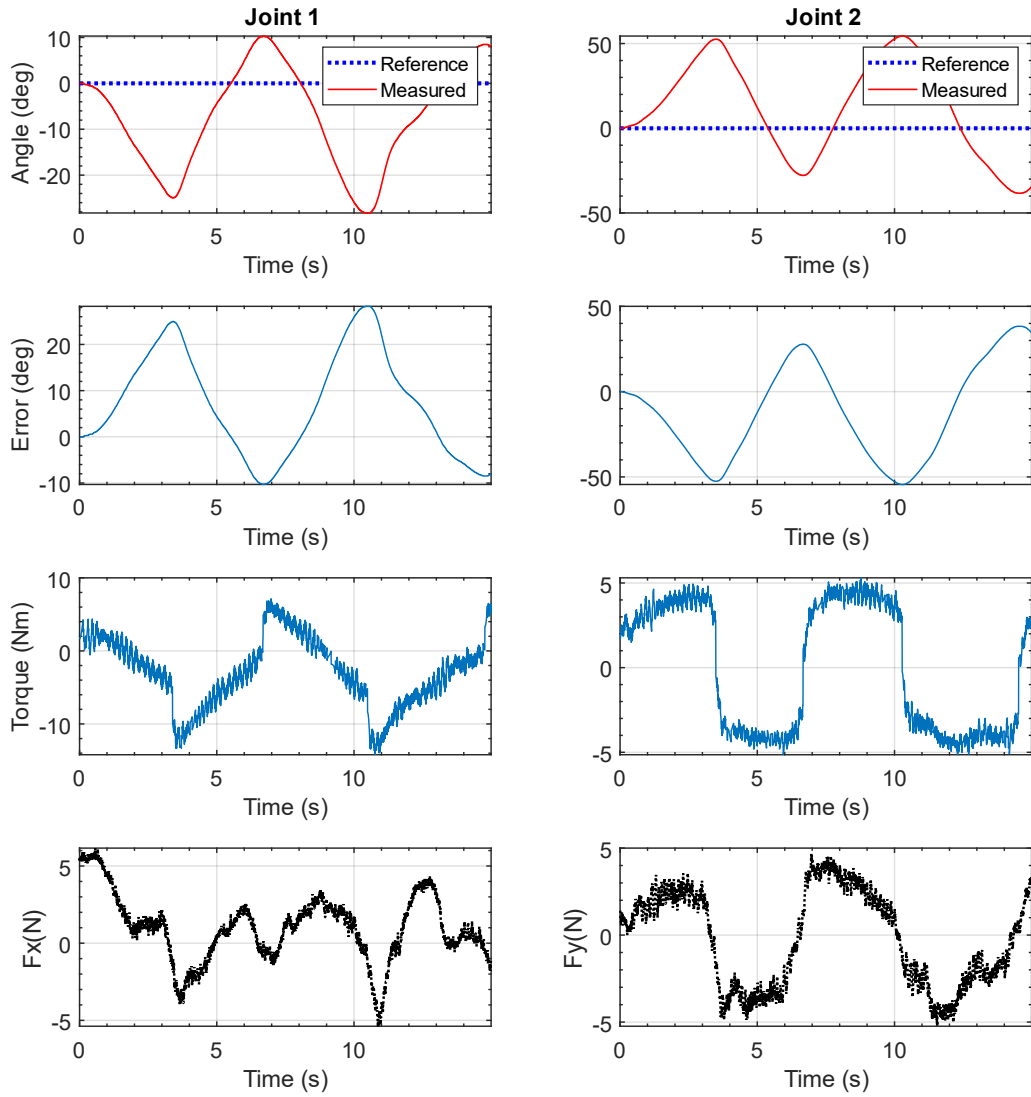 Joint 1
10
0
-10
-20
Angle (deg)
Reference
Measured
0
5
10
Time (s)
Joint 2
50
0
-50
Reference
Measured
0
5
10
Time (s)
20
10
0
-10
Error (deg)
0
5
10
Time (s)
50
0
-50
0
5
10
Time (s)
10
0
-10
Torque (Nm)
0
5
10
Time (s)
5
0
-5
0
5
10
Time (s)
5
0
-5
Fx(N)
0
5
10
Time (s)
5
0
-5
Fy(N)
0
5
10
Time (s)